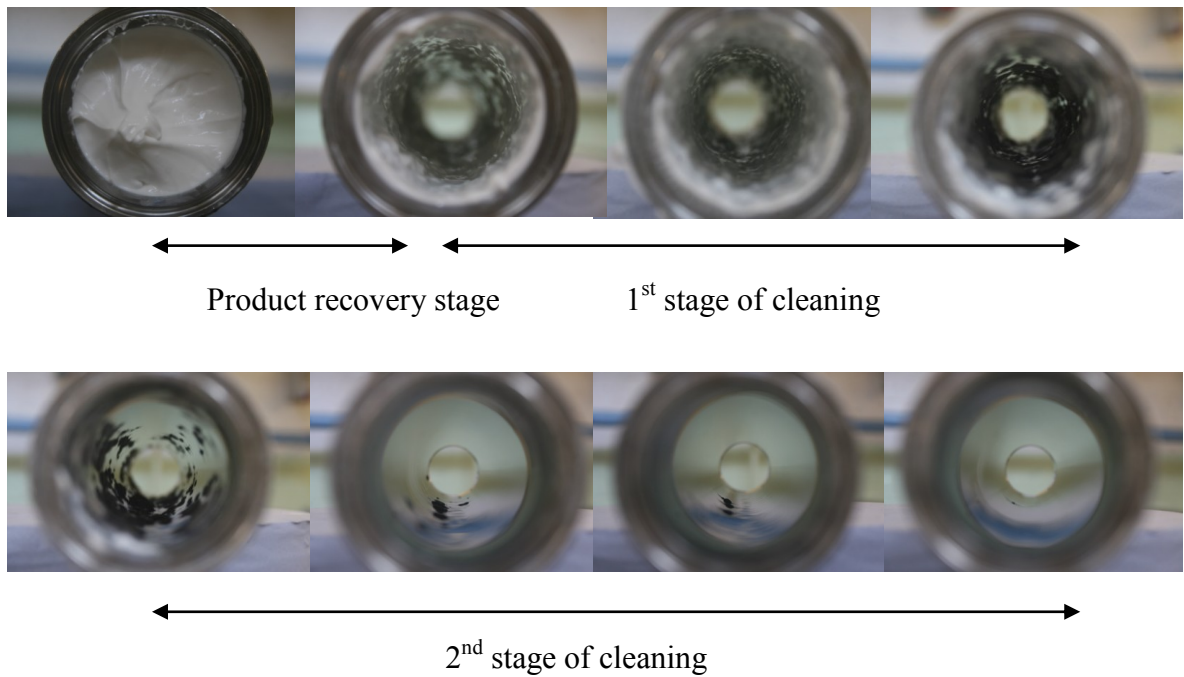 Product recovery stage
1st stage of cleaning
2nd stage of cleaning